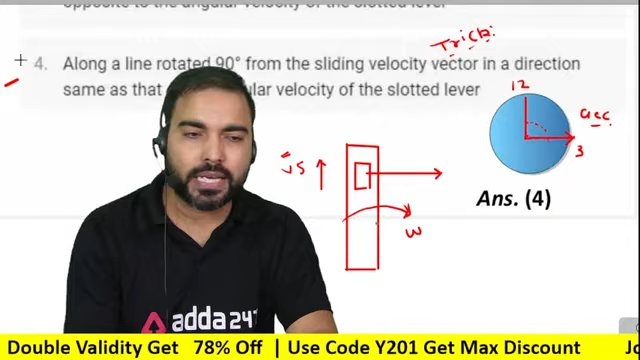 opposite to the angular velocity of the slotted lever
Trick:
4. Along a line rotated 90° from the sliding velocity vector in a direction
same as that
ular velocity of the slotted lever
12
acc
3
Ans. (4)
w
adda 247
Double Validity Get 78% Off | Use Code Y201 Get Max Discount Jo